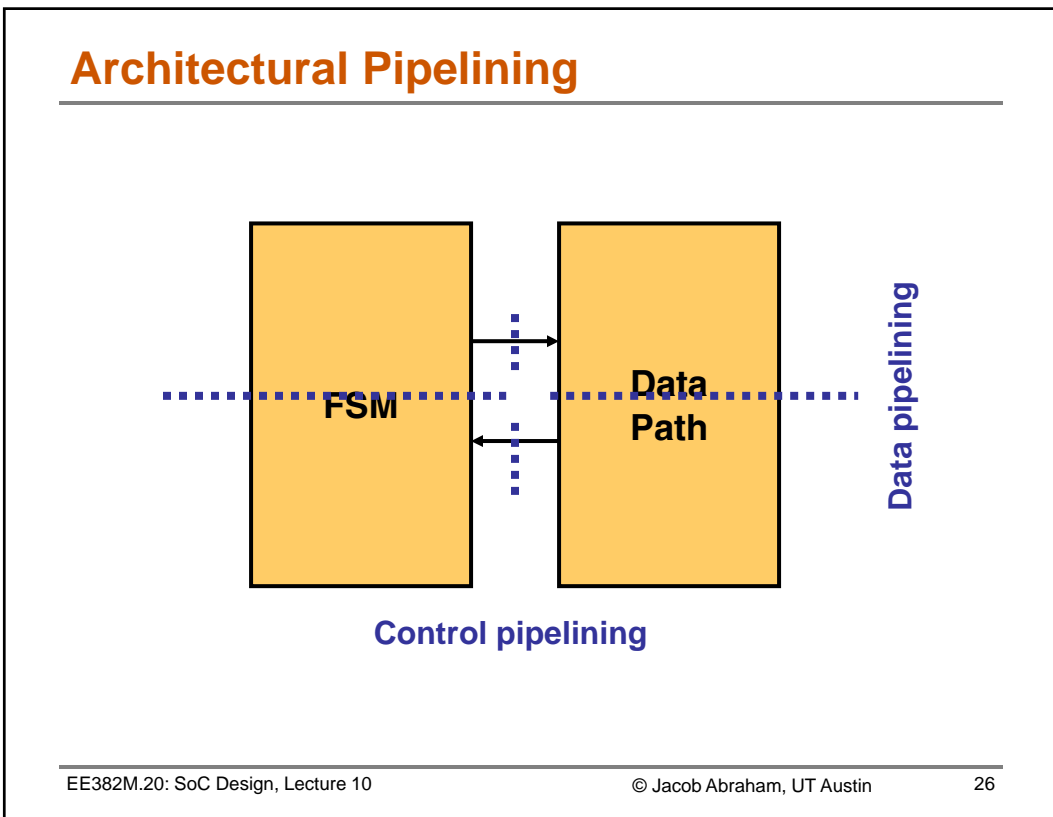 Architectural Pipelining
FSM
Data
Path
Data pipelining
Control pipelining
EE382M.20: SoC Design, Lecture 10
© Jacob Abraham, UT Austin
26